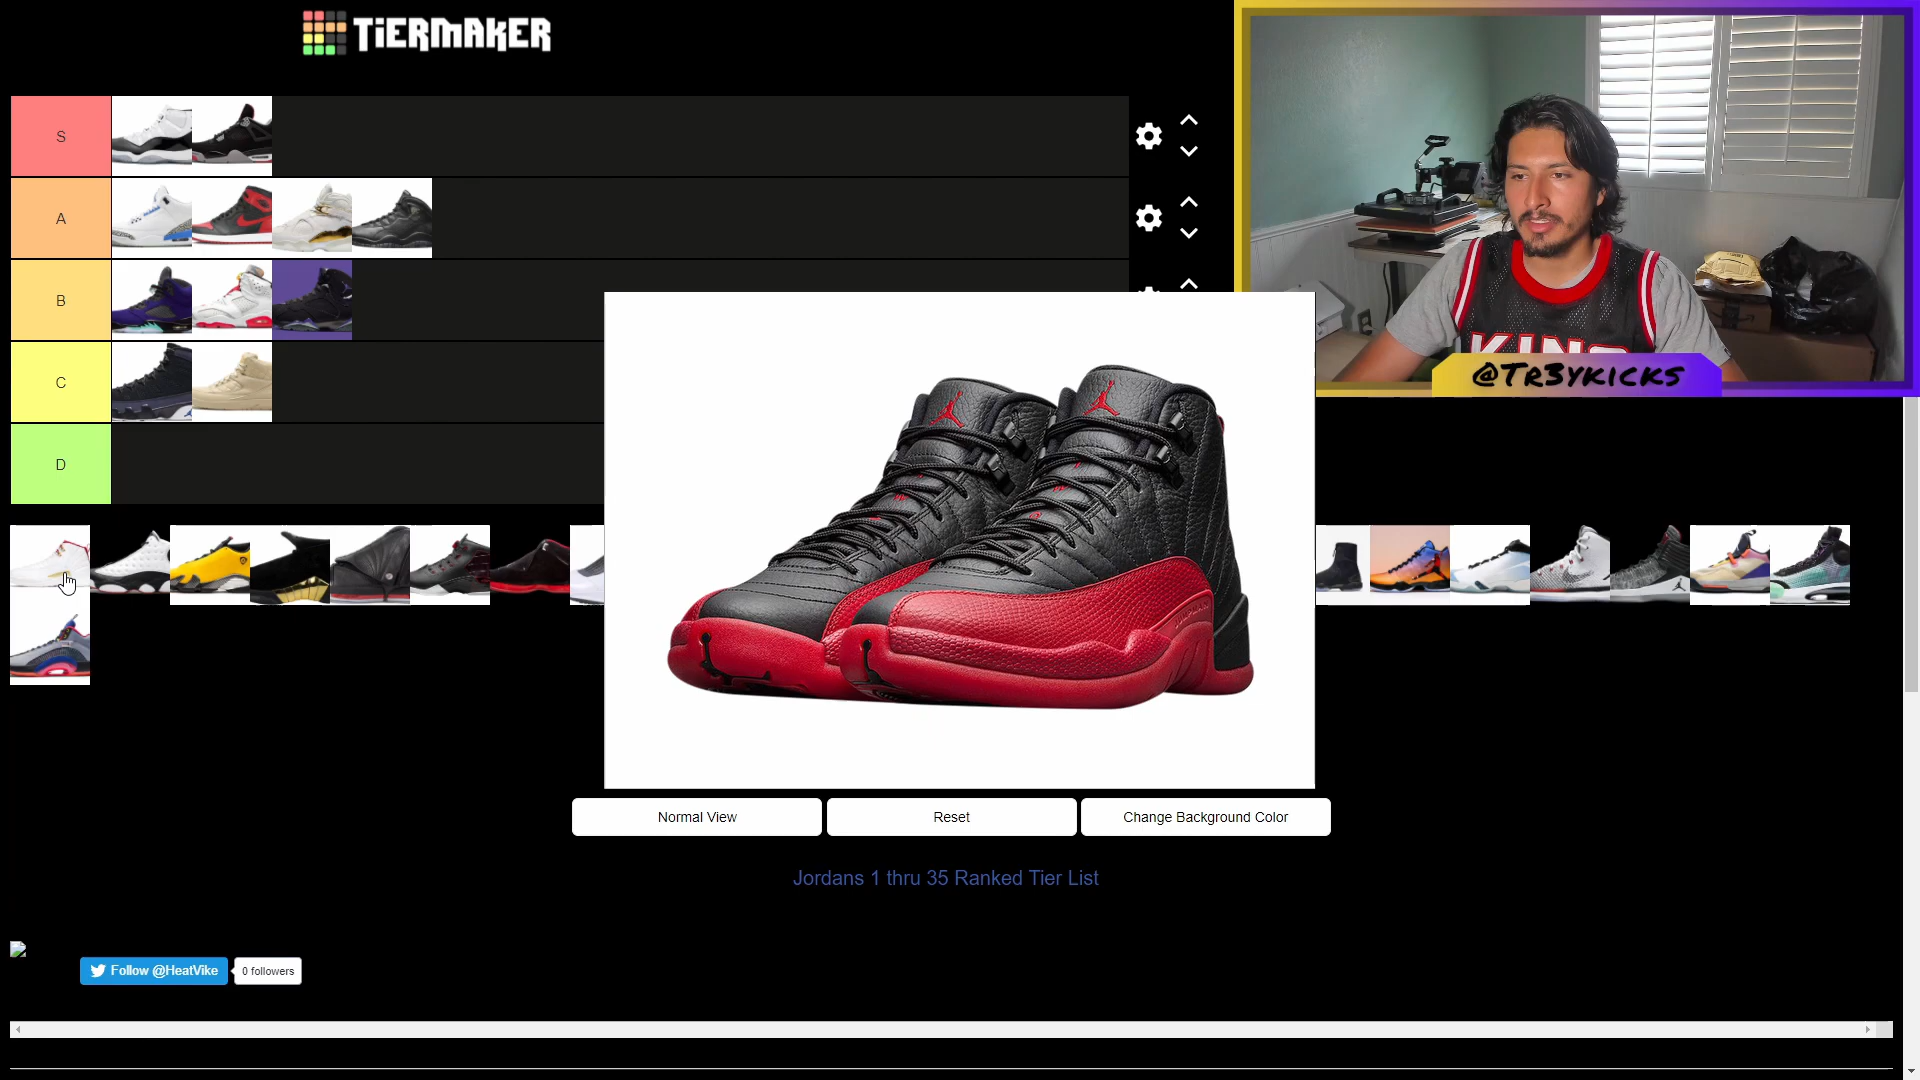 TiERMAKER
S
A
B
C
D
KING
@TR3YKICKS
Normal View
Reset
Change Background Color
Jordans 1 thru 35 Ranked Tier List
Follow @HeatVike
0 followers